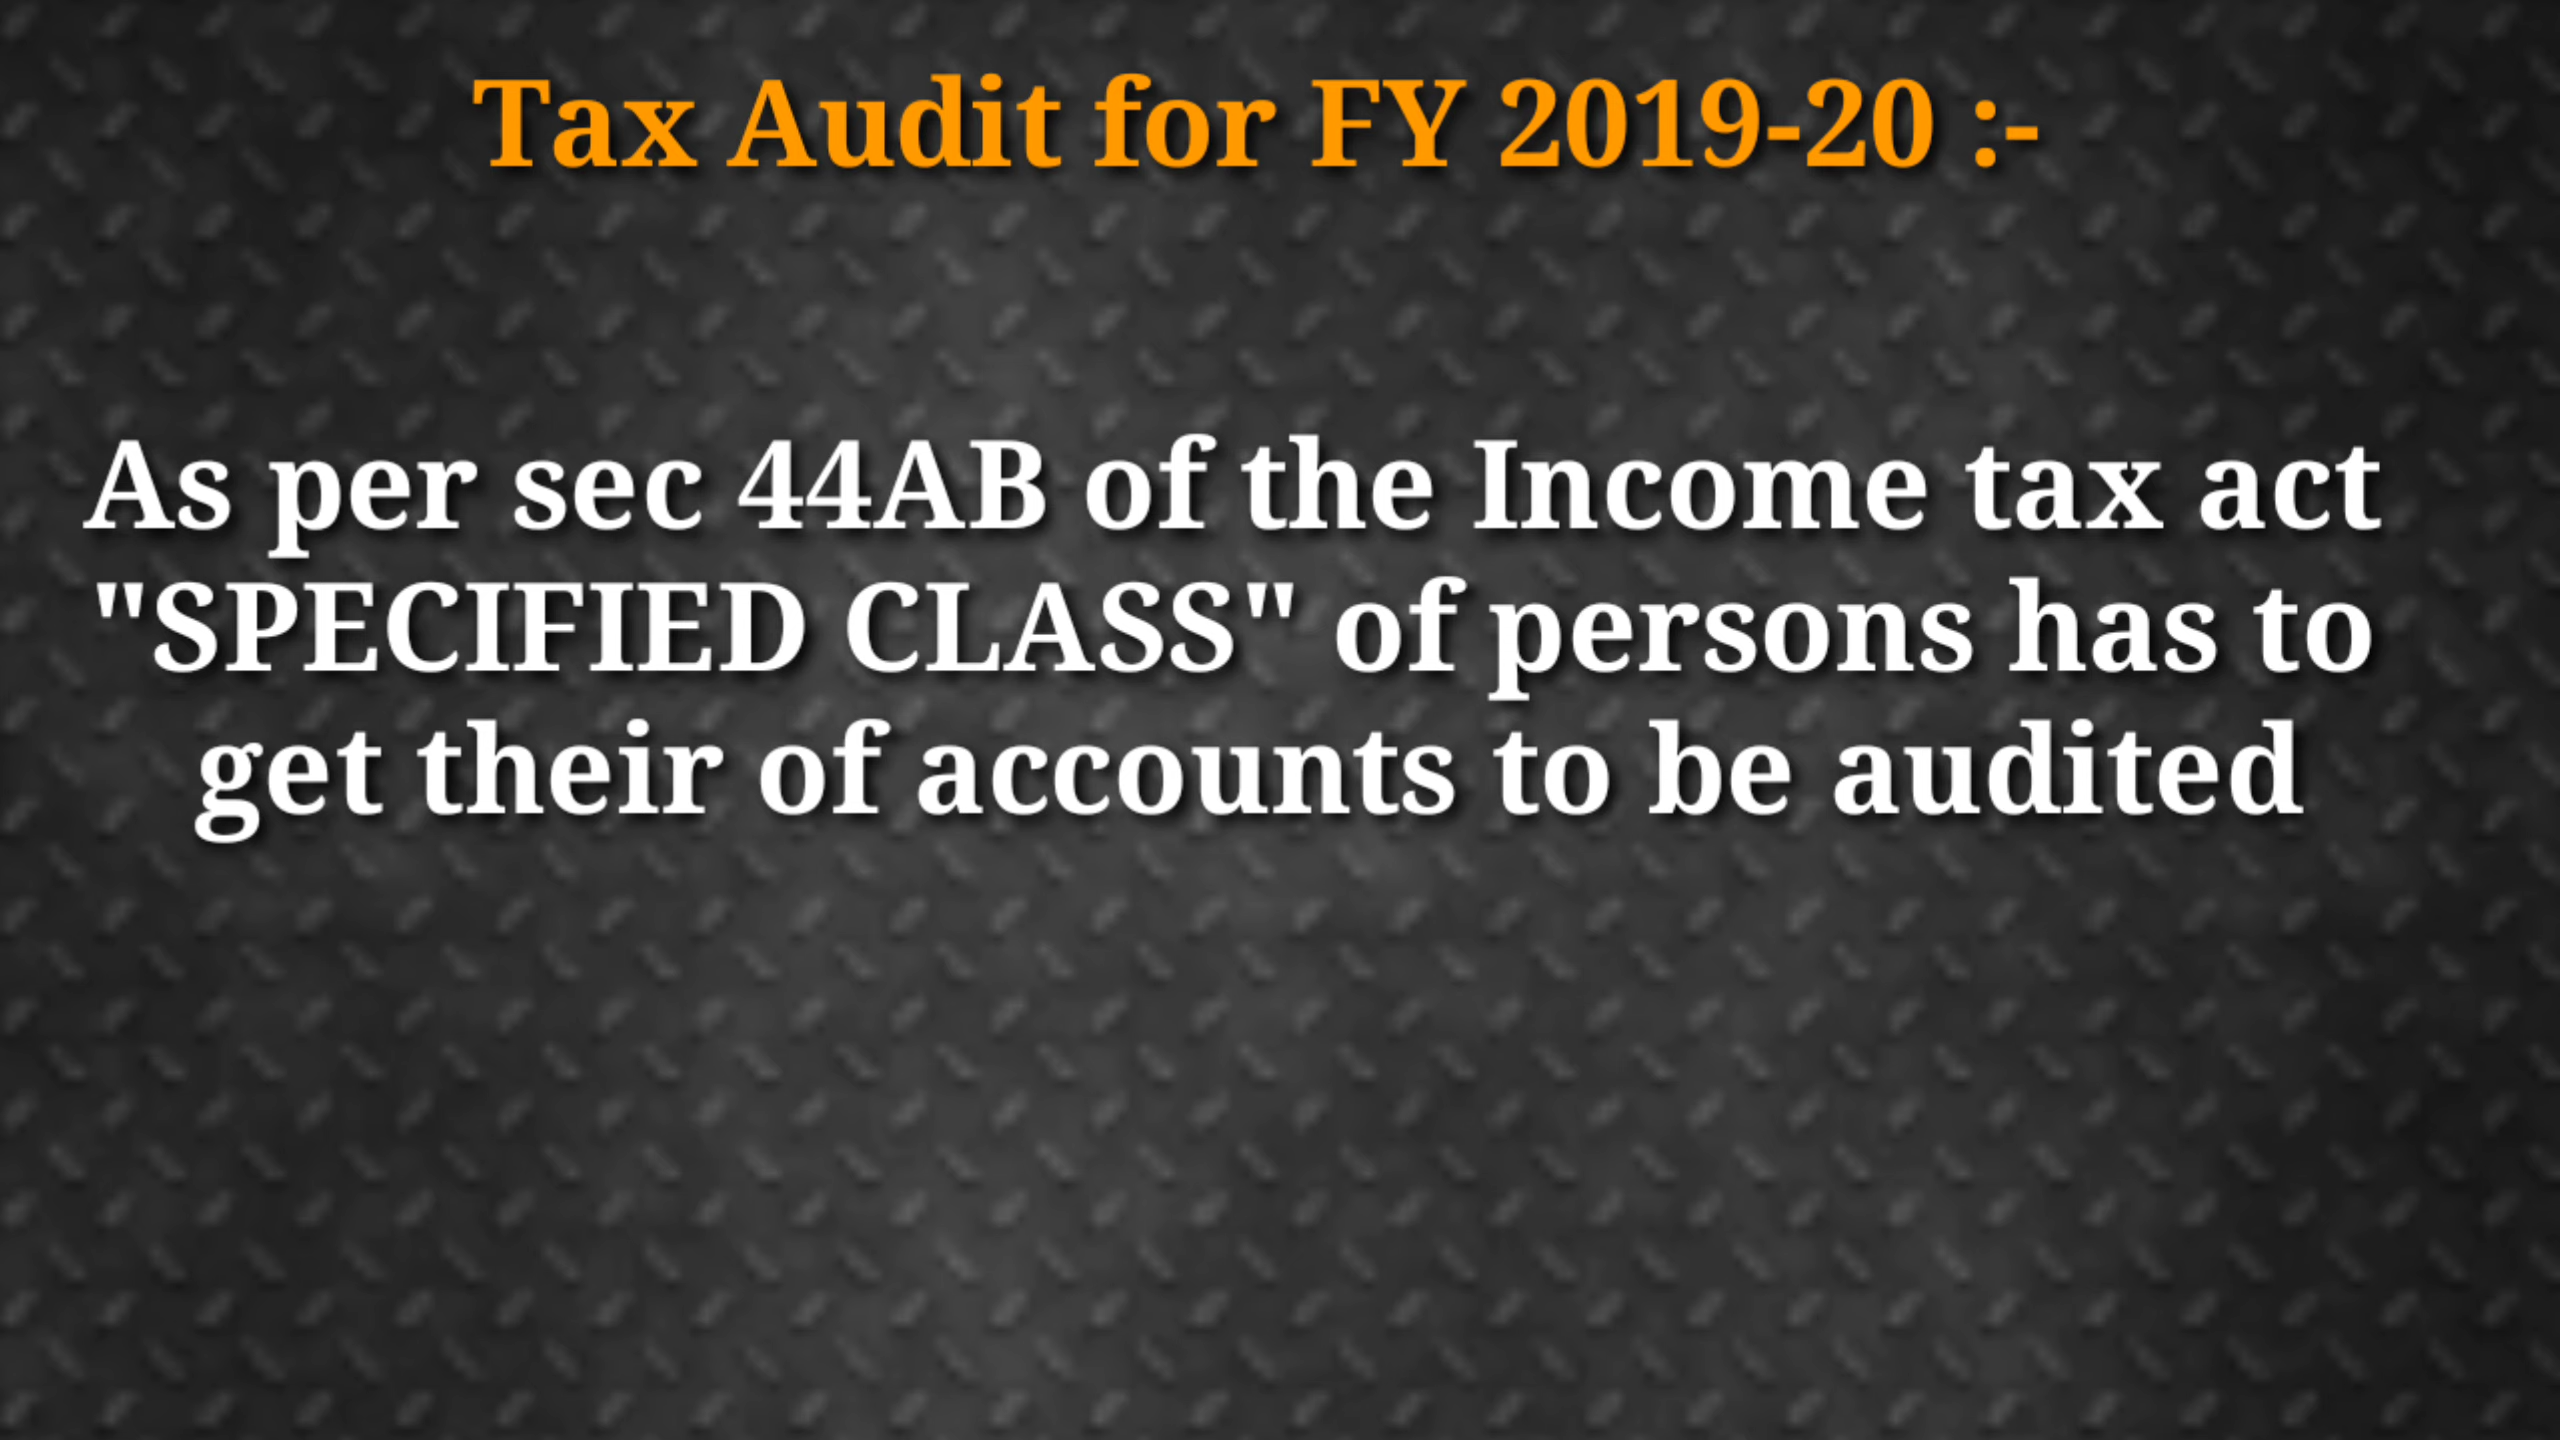 Tax Audit for FY 2019-20 :-
As per sec 44AB of the Income tax act
"SPECIFIED CLASS" of persons has to
get their of accounts to be audited